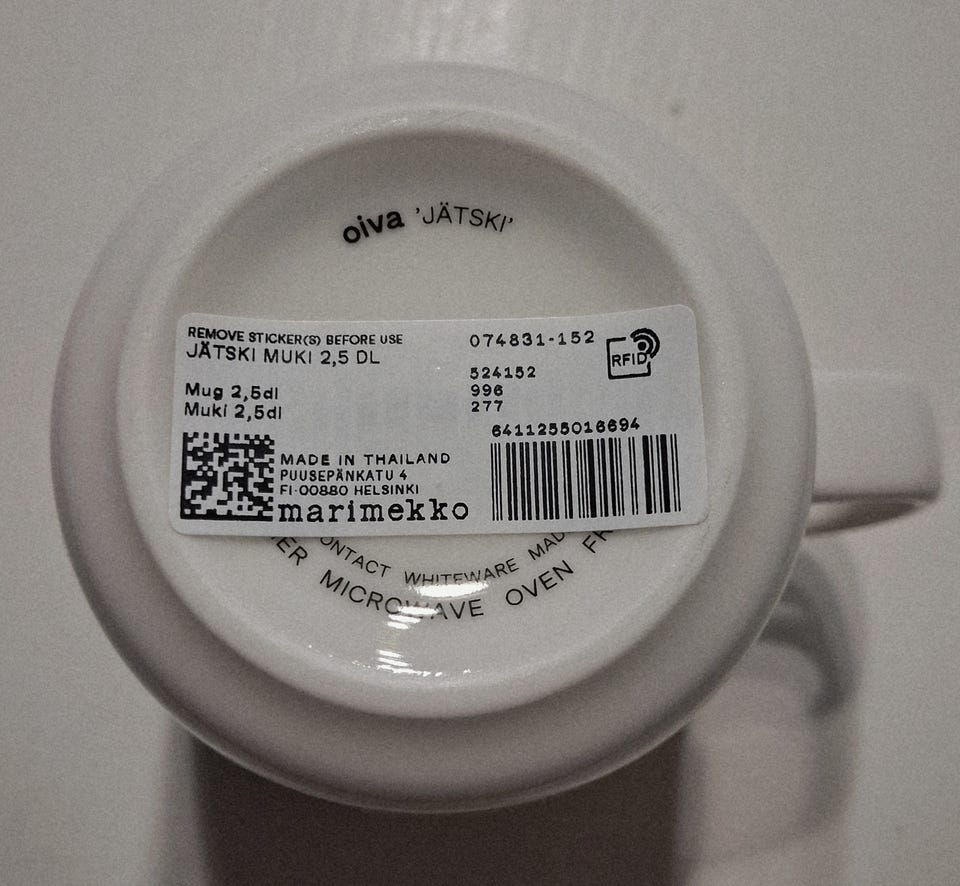 oiva 'JÄTSKI'
REMOVE STICKER(S) BEFORE USE
JÄTSKI MUKI 2,5 DL
074831-152
RFID
524152
996
277
Mug 2,5dl
Muki 2,5dl
6411255016694
MADE IN THAILAND
PUUSEPÄNKATU 4
FI-00880 HELSINKI
marimekko
WHITEWARE
MICROWAVE OVEN